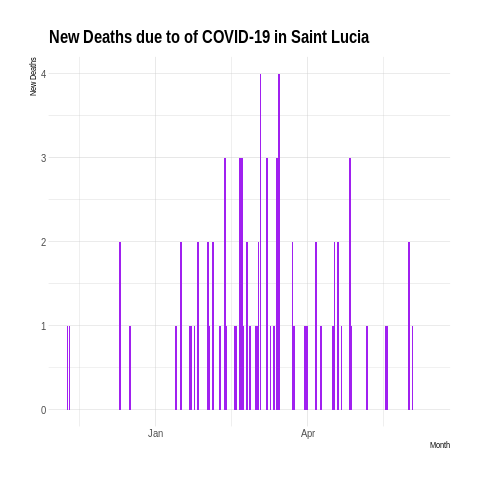 New Deaths due to of COVID-19 in Saint Lucia
New Deaths
4
3
2
1
0
Jan
Apr
Month